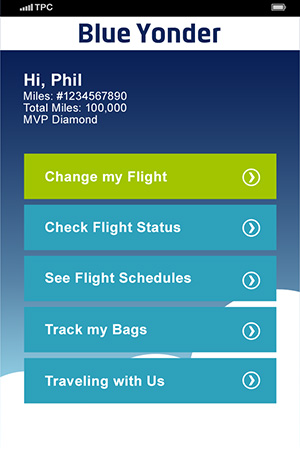 TPC
Blue Yonder
Hi, Phil
Miles: #1234567890
Total Miles: 100,000
MVP Diamond
Change my Flight
Check Flight Status
See Flight Schedules
Track my Bags
Traveling with Us